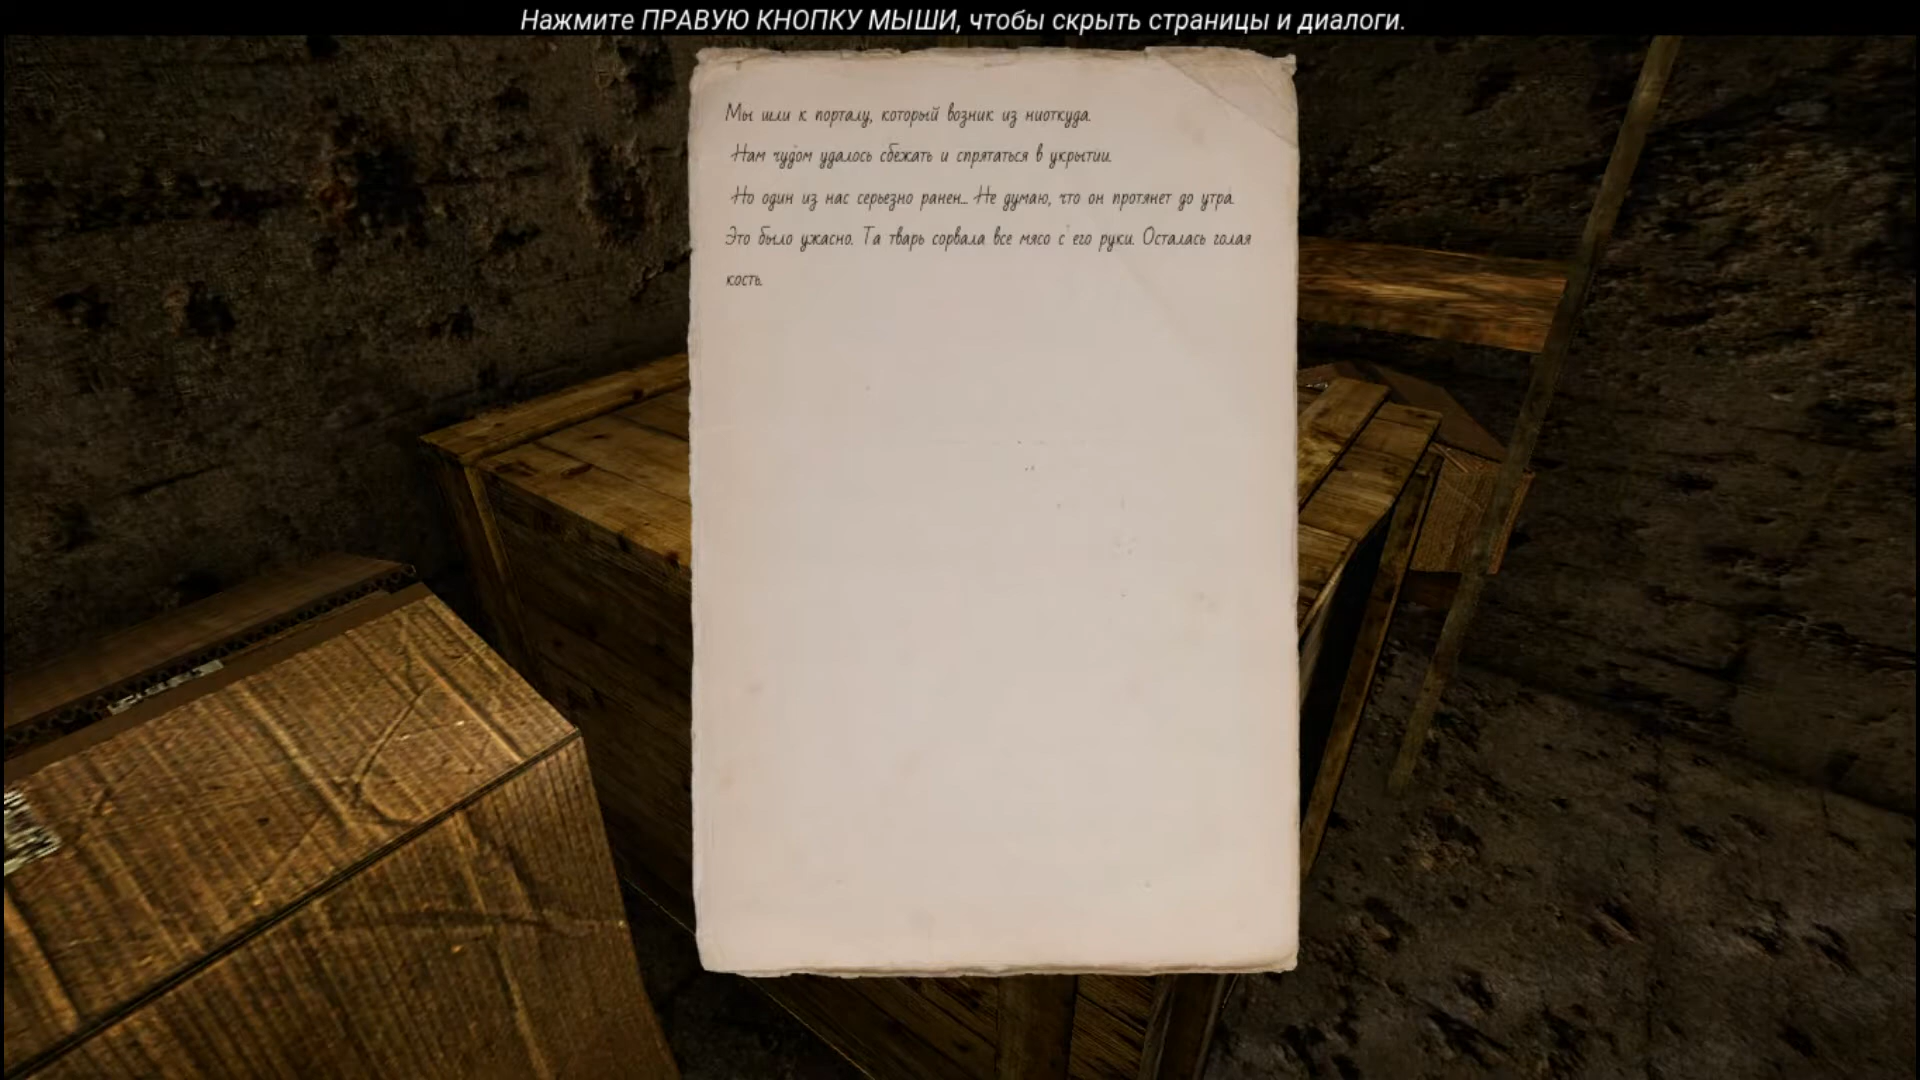 Нажмите ПРАВУЮ КНОПКУ МЫШИ, чтобы скрыть страницы и диалоги.
Мы шли к порталу, который возник из ниоткуда.
Нам чудом удалось сбежать и спрятаться в укрытии.
Но один из нас серьезно ранен... Не думаю, что он протянет до утра.
Это было ужасно. Та тварь сорвала все мясо с его руки. Осталась голая
кость.